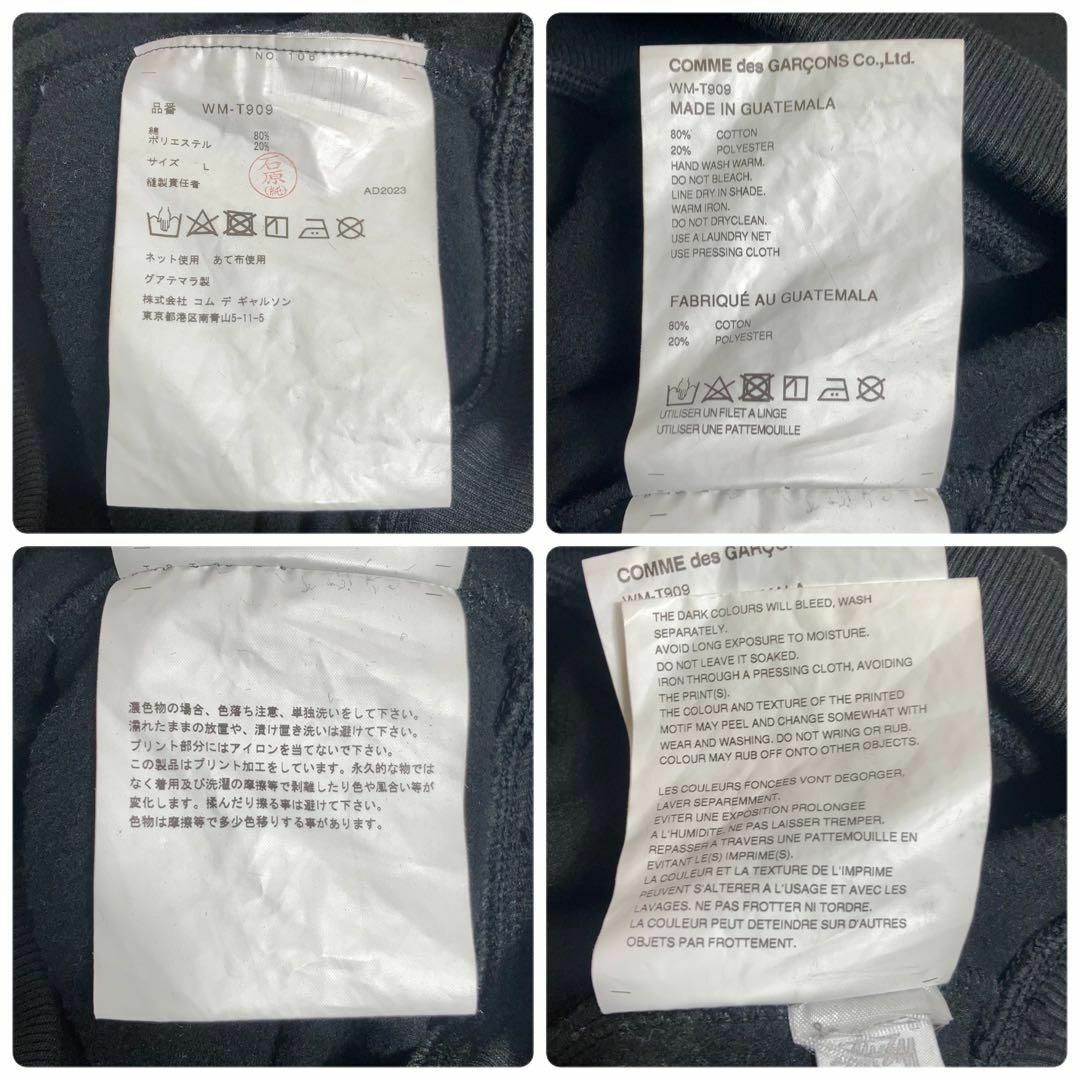 NO. 106
品番 WM-T909
綿 80%
ポリエステル 20%
サイズ L
縫製責任者
石原
AD2023
ネット使用 あて布使用
グアテマラ製
株式会社 コム デ ギャルソン
東京都港区南青山5-11-5
COMME des GARÇONS Co.,Ltd.
WM-T909
MADE IN GUATEMALA
80% COTTON
20% POLYESTER
HAND WASH WARM.
DO NOT BLEACH.
LINE DRY IN SHADE.
WARM IRON.
DO NOT DRYCLEAN.
USE A LAUNDRY NET
USE PRESSING CLOTH
FABRIQUÉ AU GUATEMALA
80% COTON
20% POLYESTER
UTILISER UN FILET A LINGE
UTILISER UNE PATTEMOUILLE
濃色物の場合、色落ち注意、単独洗いをして下さい。
濡れたままの放置や、漬け置き洗いは避けて下さい。
プリント部分にはアイロンを当てないで下さい。
この製品はプリント加工をしています。永久的な物では
なく着用及び洗濯の摩擦等で剥離したり色や風合い等が
変化します。揉んだり擦る事は避けて下さい。
色物は摩擦等で多少色移りする事があります。
COMME des GARÇONS
WM-T909
THE DARK COLOURS WILL BLEED, WASH
SEPARATELY.
AVOID LONG EXPOSURE TO MOISTURE.
DO NOT LEAVE IT SOAKED.
IRON THROUGH A PRESSING CLOTH, AVOIDING
THE PRINT(S).
THE COLOUR AND TEXTURE OF THE PRINTED
MOTIF MAY PEEL AND CHANGE SOMEWHAT WITH
WEAR AND WASHING. DO NOT WRING OR RUB.
COLOUR MAY RUB OFF ONTO OTHER OBJECTS.
LES COULEURS FONCEES VONT DEGORGER,
LAVER SEPAREMMENT.
EVITER UNE EXPOSITION PROLONGEE
A L'HUMIDITE. NE PAS LAISSER TREMPER.
REPASSER A TRAVERS UNE PATTEMOUILLE EN
EVITANT LE(S) IMPRIME(S).
LA COULEUR ET LA TEXTURE DE L'IMPRIME
PEUVENT S'ALTERER A L'USAGE ET AVEC LES
LAVAGES. NE PAS FROTTER NI TORDRE.
LA COULEUR PEUT DETEINDRE SUR D'AUTRES
OBJETS PAR FROTTEMENT.